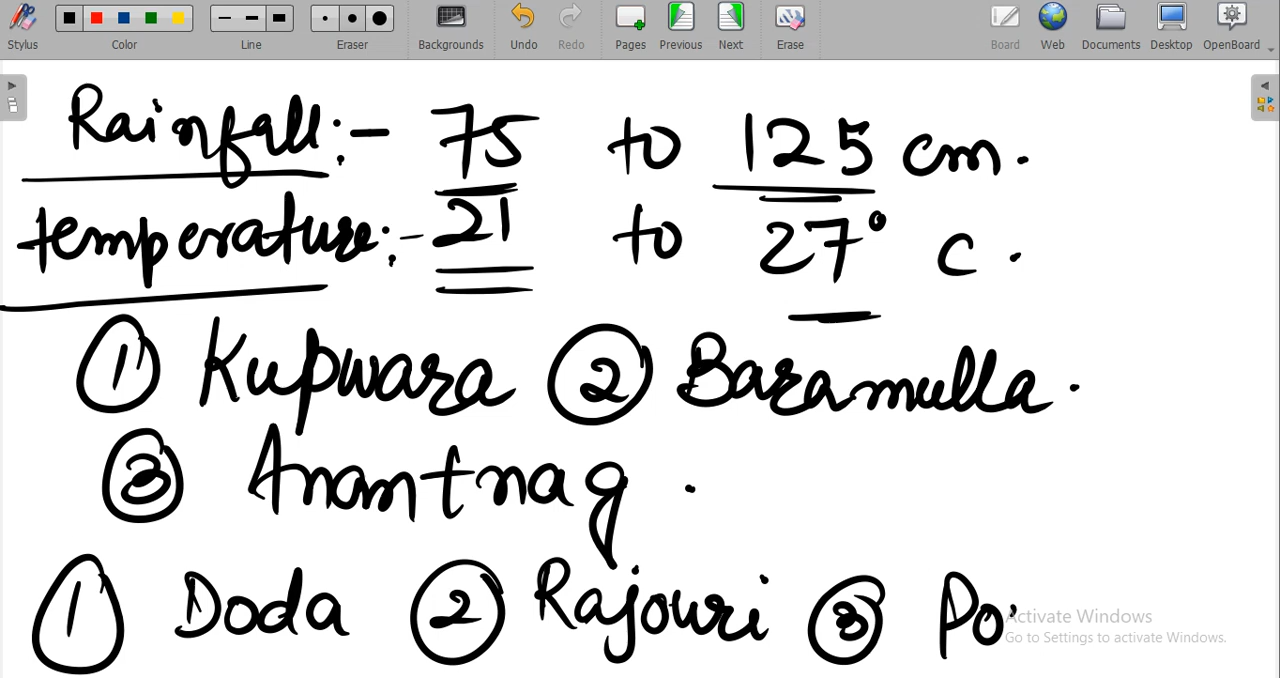 Stylus Color Line Eraser Backgrounds Undo Redo Pages Previous Next Erase Board Web Documents Desktop OpenBoard
Rainfall:- 75 to 125 cm.
temperature:- 21 to 27° c.
1 Kupwara 2 Baramulla.
3 Anantnag.
1 Doda 2 Rajouri 3 Po
Activate Windows
Go to Settings to activate Windows.